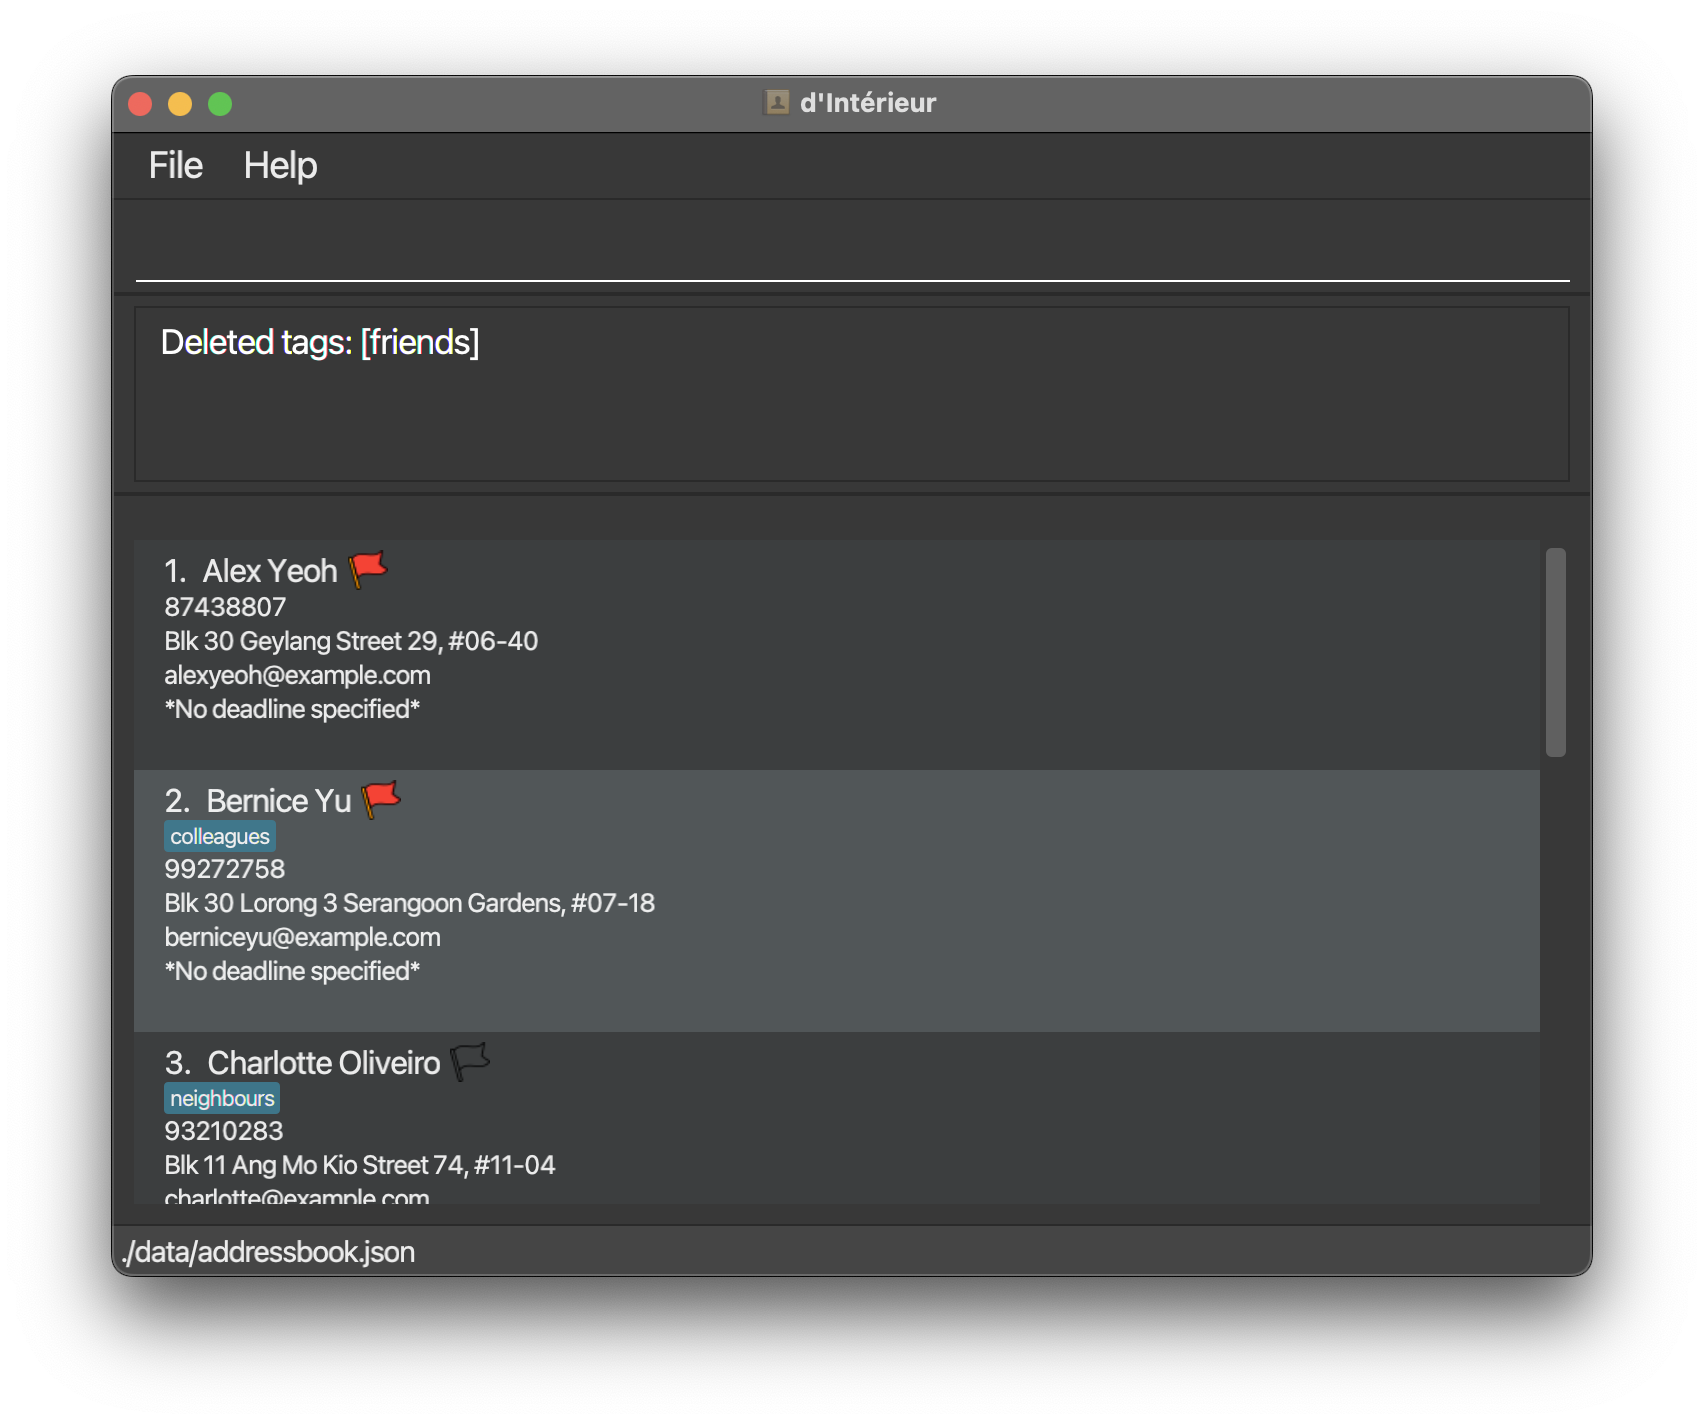 d'Intérieur
File Help
Deleted tags: [friends]
1. Alex Yeoh
87438807
Blk 30 Geylang Street 29, #06-40
alexyeoh@example.com
*No deadline specified*
2. Bernice Yu
colleagues
99272758
Blk 30 Lorong 3 Serangoon Gardens, #07-18
berniceyu@example.com
*No deadline specified*
3. Charlotte Oliveiro
neighbours
93210283
Blk 11 Ang Mo Kio Street 74, #11-04
charlotte@example.com
./data/addressbook.json